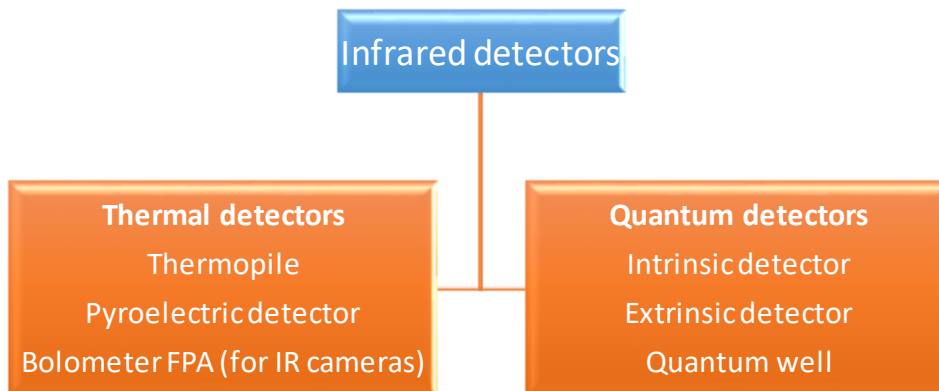 Infrared detectors
Thermal detectors
Thermopile
Pyroelectric detector
Bolometer FPA (for IR cameras)
Quantum detectors
Intrinsic detector
Extrinsic detector
Quantum well